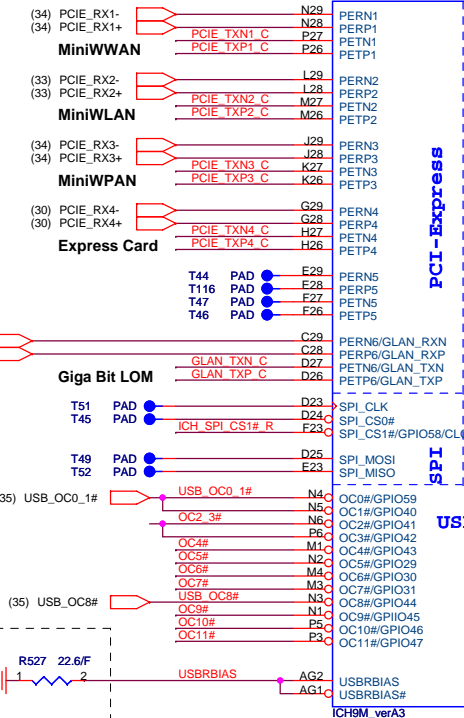 (34) PCIE_RX1- N29 PERN1
(34) PCIE_RX1+ N28 PERP1
PCIE_TXN1_C P27 PETN1
MiniWWAN PCIE_TXP1_C P26 PETP1
(33) PCIE_RX2- L29 PERN2
(33) PCIE_RX2+ L28 PERP2
PCIE_TXN2_C M27 PETN2
MiniWLAN PCIE_TXP2_C M26 PETP2
(34) PCIE_RX3- J29 PERN3
(34) PCIE_RX3+ J28 PERP3
PCIE_TXN3_C K27 PETN3
MiniWPAN PCIE_TXP3_C K26 PETP3
PCI-Express
(30) PCIE_RX4- G29 PERN4
(30) PCIE_RX4+ G28 PERP4
PCIE_TXN4_C H27 PETN4
Express Card PCIE_TXP4_C H26 PETP4
T44 PAD E29 PERN5
T116 PAD E28 PERP5
T47 PAD F27 PETN5
T46 PAD F26 PETP5
C29 PERN6/GLAN_RXN
C28 PERP6/GLAN_RXP
GLAN_TXN_C D27 PETN6/GLAN_TXN
Giga Bit LOM GLAN_TXP_C D26 PETP6/GLAN_TXP
T51 PAD D23 SPI_CLK
T45 PAD D24 SPI_CS0#
ICH_SPI_CS1#_R F23 SPI_CS1#/GPIO58/CL
SPI
T49 PAD D25 SPI_MOSI
T52 PAD E23 SPI_MISO
35) USB_OC0_1# USB_OC0_1# N4 OC0#/GPIO59
N5 OC1#/GPIO40
OC2_3# N6 OC2#/GPIO41
US
P6 OC3#/GPIO42
OC4# M1 OC4#/GPIO43
OC5# N2 OC5#/GPIO29
OC6# M4 OC6#/GPIO30
OC7# M3 OC7#/GPIO31
(35) USB_OC8# USB_OC8# N3 OC8#/GPIO44
OC9# N1 OC9#/GPIIO45
OC10# P5 OC10#/GPIO46
OC11# P3 OC11#/GPIO47
R527 22.6/F
1 2 USBRBIAS AG2 USBRBIAS
AG1 USBRBIAS#
ICH9M_verA3